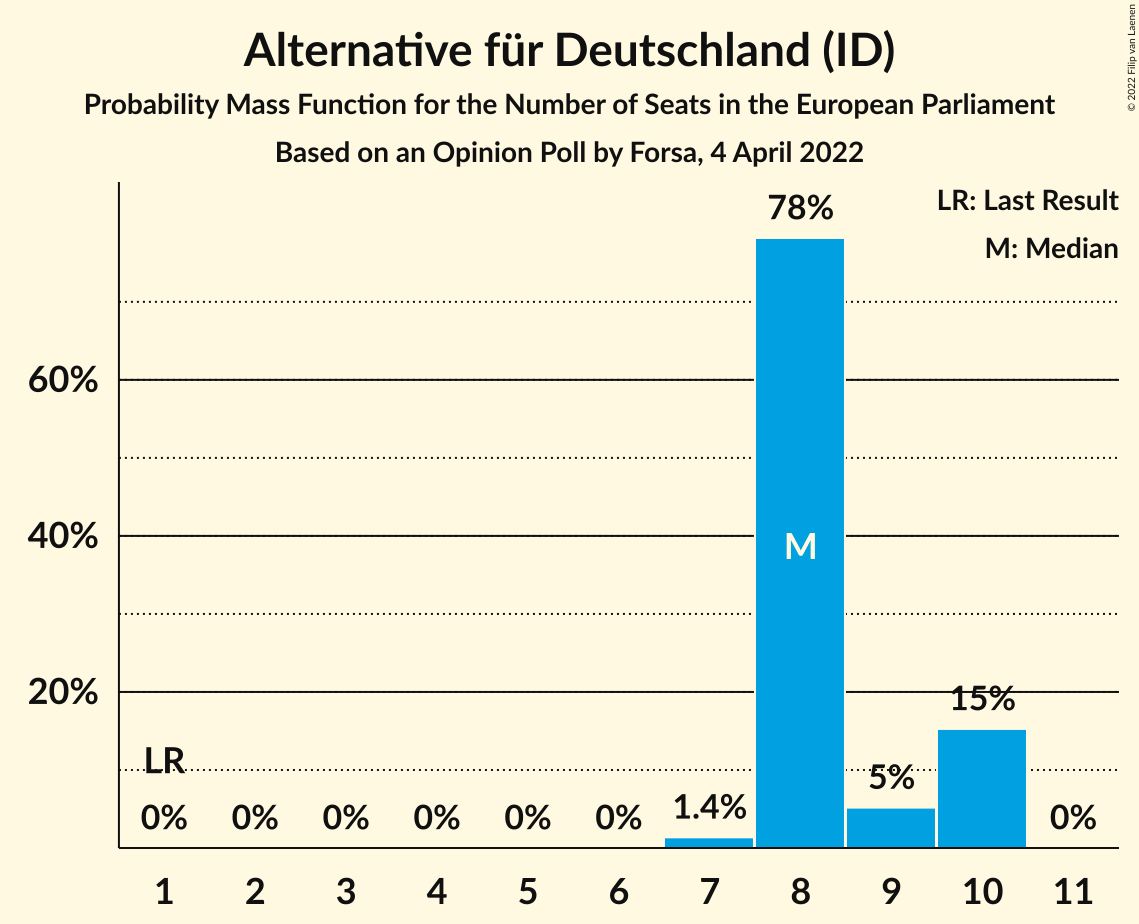 Alternative für Deutschland (ID)
Probability Mass Function for the Number of Seats in the European Parliament
Based on an Opinion Poll by Forsa, 4 April 2022
© 2022 Filip van Laenen
LR: Last Result
M: Median
78%
60%
40%
20%
M
LR
0%
0%
0%
0%
0%
0%
1.4%
5%
15%
0%
1 2 3 4 5 6 7 8 9 10 11